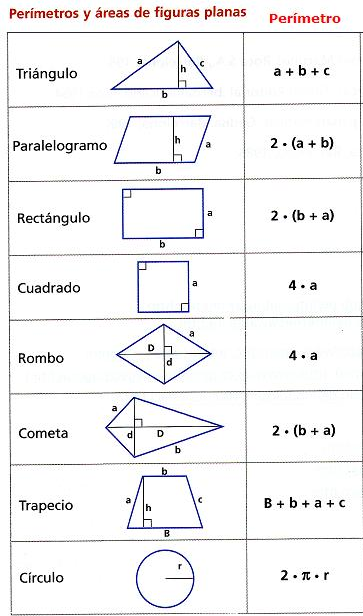 Perímetros y áreas de figuras planas Perímetro
Triángulo a h c b a + b + c
Paralelogramo h a b 2 • (a + b)
Rectángulo a b 2 • (b + a)
Cuadrado a 4 • a
Rombo a D d 4 • a
Cometa a d D b 2 • (b + a)
Trapecio b a h c B B + b + a + c
Círculo r 2 • π • r